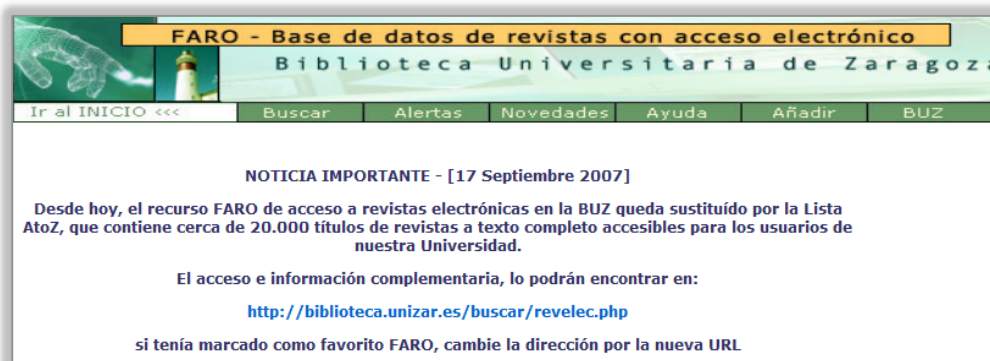 FARO - Base de datos de revistas con acceso electrónico
Biblioteca Universitaria de Zaragoza
Ir al INICIO <<< Buscar Alertas Novedades Ayuda Añadir BUZ
NOTICIA IMPORTANTE - [17 Septiembre 2007]
Desde hoy, el recurso FARO de acceso a revistas electrónicas en la BUZ queda sustituído por la Lista
AtoZ, que contiene cerca de 20.000 títulos de revistas a texto completo accesibles para los usuarios de
nuestra Universidad.
El acceso e información complementaria, lo podrán encontrar en:
http://biblioteca.unizar.es/buscar/revelec.php
si tenía marcado como favorito FARO, cambie la dirección por la nueva URL